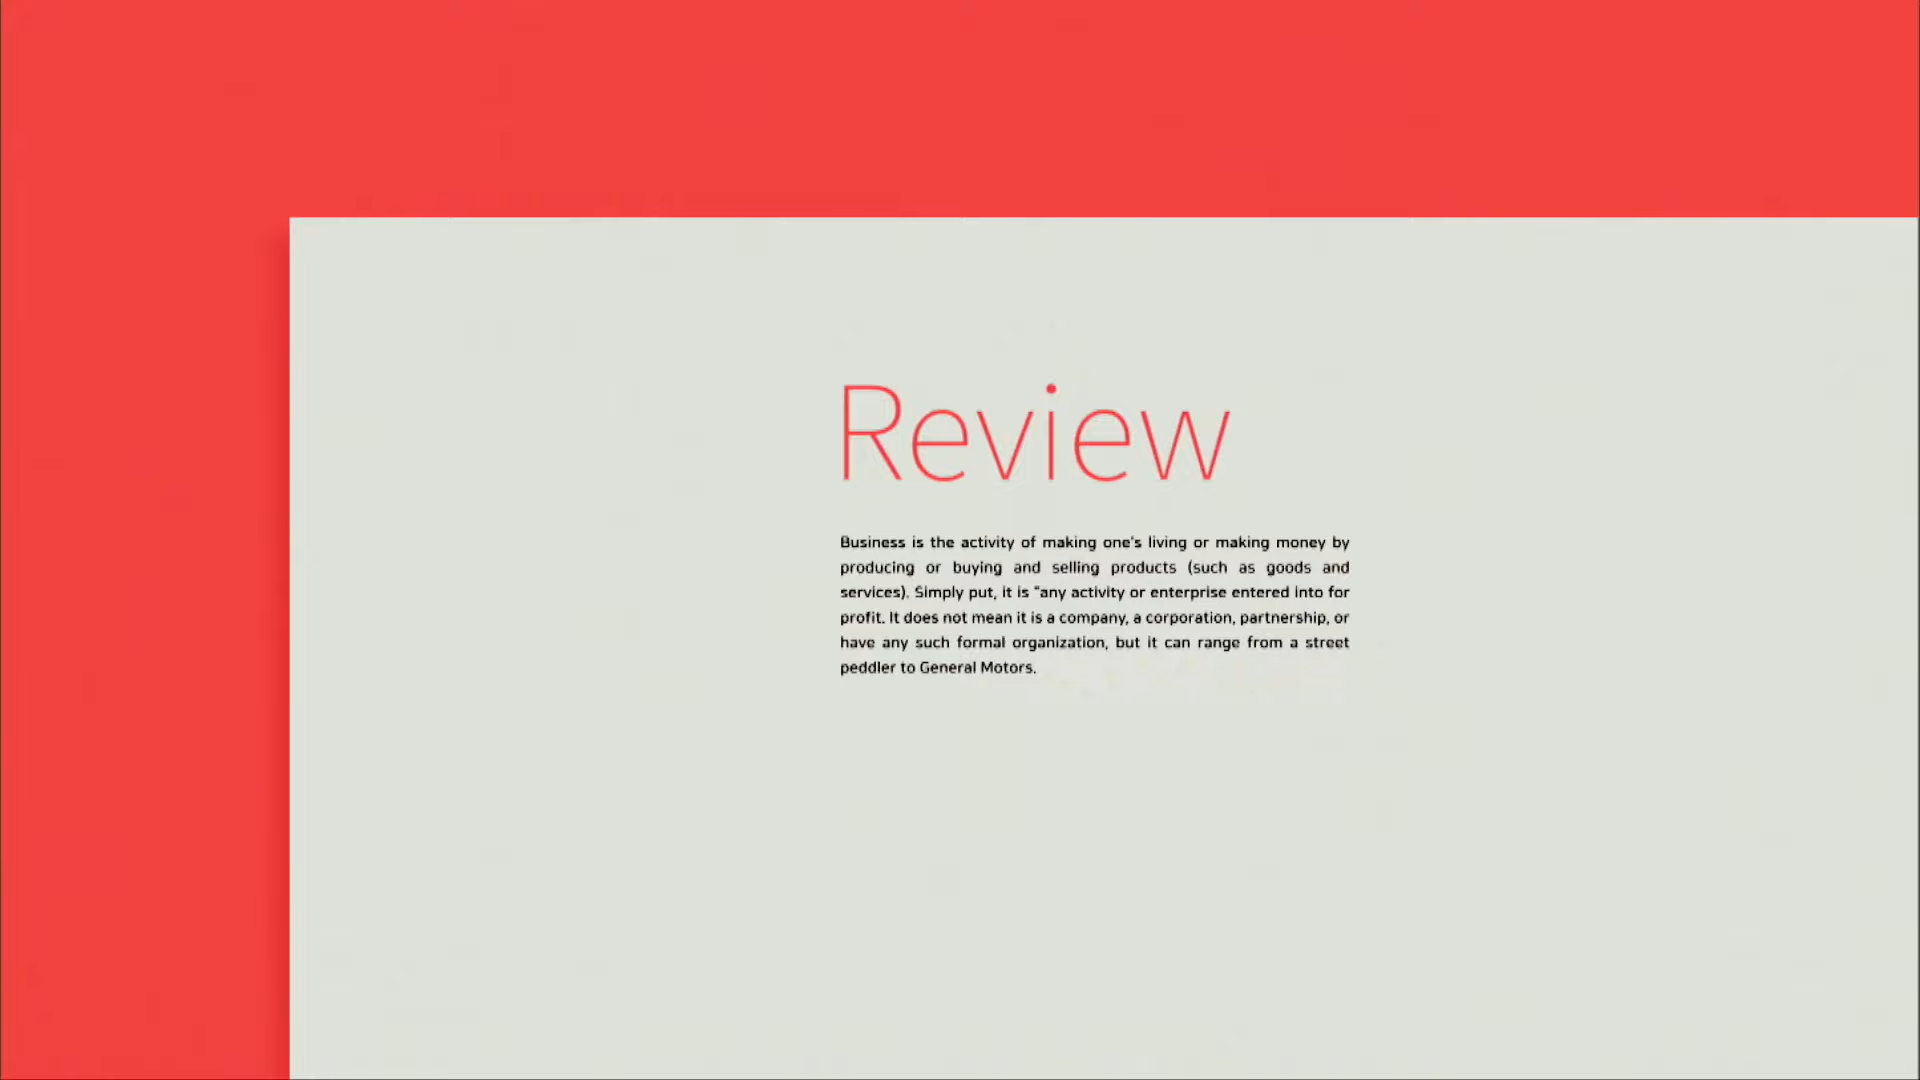 Review
Business is the activity of making one's living or making money by
producing or buying and selling products (such as goods and
services). Simply put, it is "any activity or enterprise entered into for
profit. It does not mean it is a company, a corporation, partnership, or
have any such formal organization, but it can range from a street
peddler to General Motors.